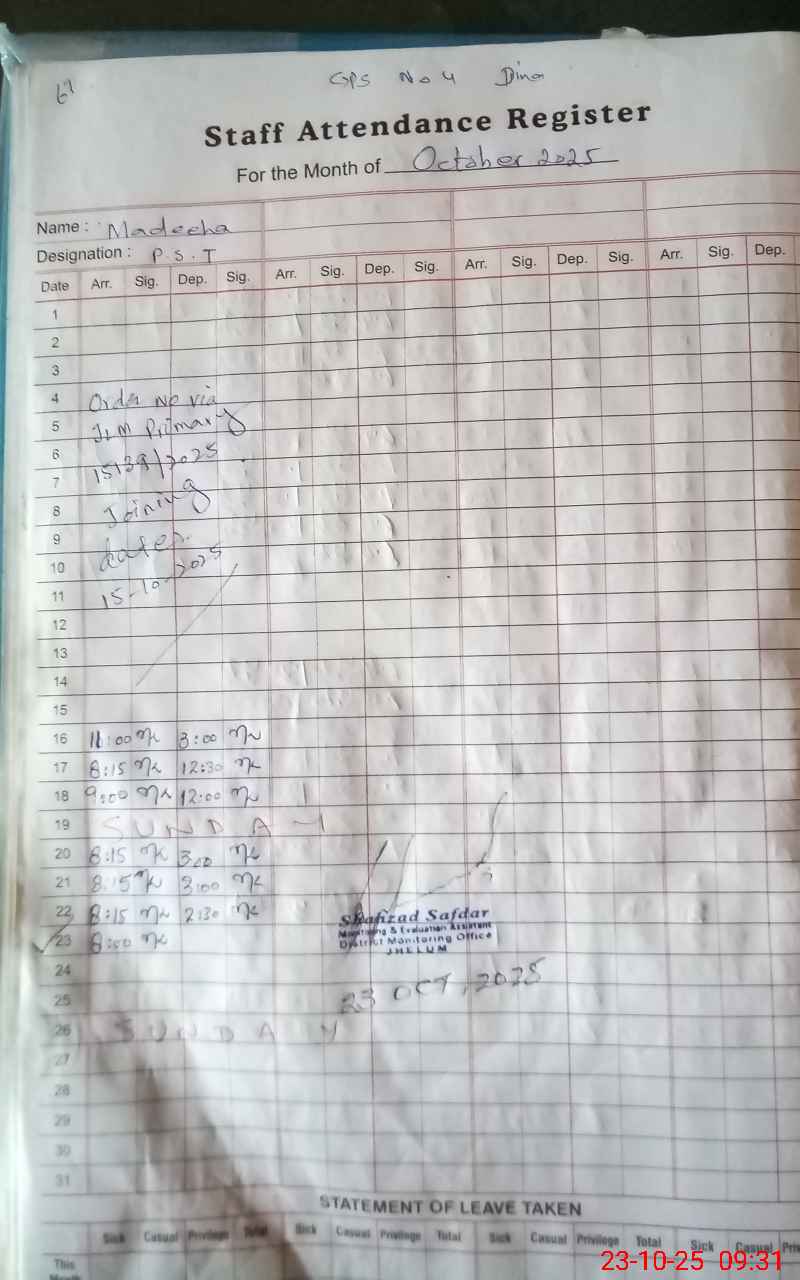 GPS No 4 Dina
Staff Attendance Register
For the Month of October 2025
Name : Madeeha
Designation : P.S.T
Date Arr. Sig. Dep. Sig. Arr. Sig. Dep. Sig. Arr. Sig. Dep. Sig. Arr. Sig. Dep.
1
2
3
4 Order No via
5 JLM Primary
6
7 15139/2025
8 Joining
9
10 dated.
11 15-10-2025
12
13
14
15
16 11:00 3:00
17 8:15 12:30
18 9:00 12:00
19 SUNDAY
20 8:15 3:00
21 8:15 3:00
22 8:15 2:30
23 8:00
Shahzad Safdar
Monitoring & Evaluation Assistant
District Monitoring Office
JHELUM
24
25 23 OCT, 2025
26 SUNDAY
27
28
29
30
31
STATEMENT OF LEAVE TAKEN
Sick Casual Privilege Total Sick Casual Privilege Total Sick Casual Privilege Total Sick Casual Pri
This
Month
23-10-25 09:31